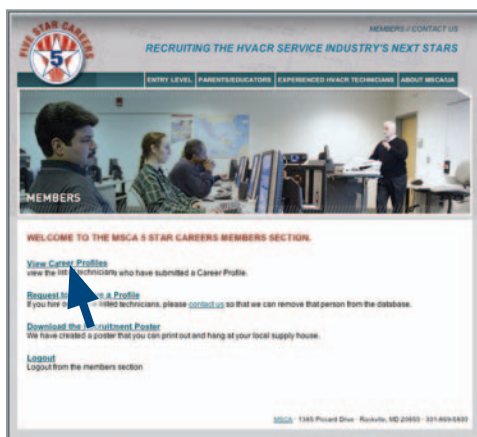 FIVE STAR CAREERS
5
MEMBERS // CONTACT US
RECRUITING THE HVACR SERVICE INDUSTRY'S NEXT STARS
ENTRY LEVEL PARENTS/EDUCATORS EXPERIENCED HVACR TECHNICIANS ABOUT MSCA/UA
MEMBERS
WELCOME TO THE MSCA 5 STAR CAREERS MEMBERS SECTION.
View Career Profiles
view the list technicians who have submitted a Career Profile.
Request to a Profile
If you hire listed technicians, please contact us so that we can remove that person from the database.
Download the Recruitment Poster
We have created a poster that you can print out and hang at your local supply house.
Logout
Logout from the members section
MSCA · 1385 Piccard Drive · Rockville, MD 20850 · 301-869-5800